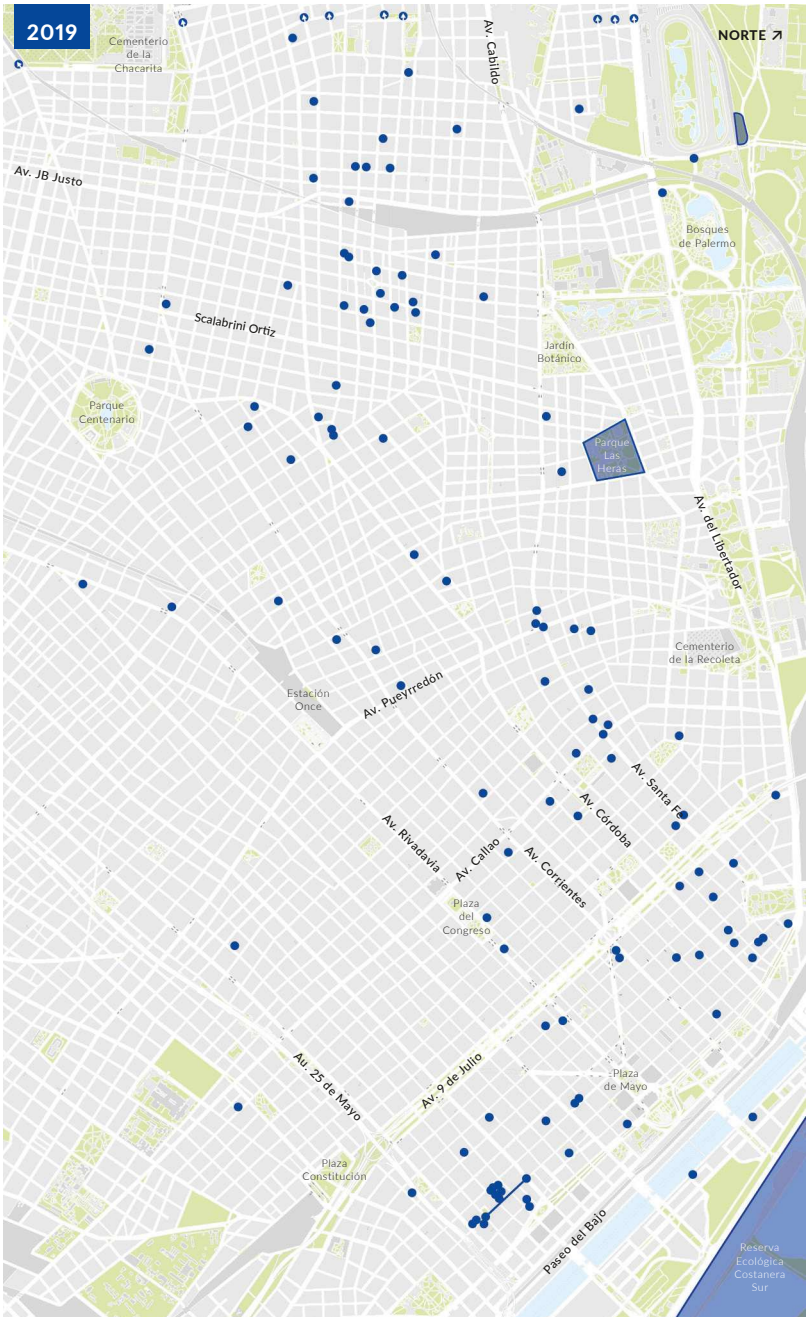 2019
Cementerio
de la
Chacarita
Av. Cabildo
NORTE ↗
Av. JB Justo
Bosques
de Palermo
Scalabrini Ortiz
Jardín
Botánico
Parque
Centenario
Parque
Las
Heras
Av. del Libertador
Cementerio
de la Recoleta
Estación
Once
Av. Pueyrredón
Av. Santa Fe
Av. Córdoba
Av. Rivadavia
Av. Callao
Av. Corrientes
Plaza
del
Congreso
Au. 25 de Mayo
Av. 9 de Julio
Plaza
de Mayo
Plaza
Constitución
Paseo del Bajo
Reserva
Ecológica
Costanera
Sur